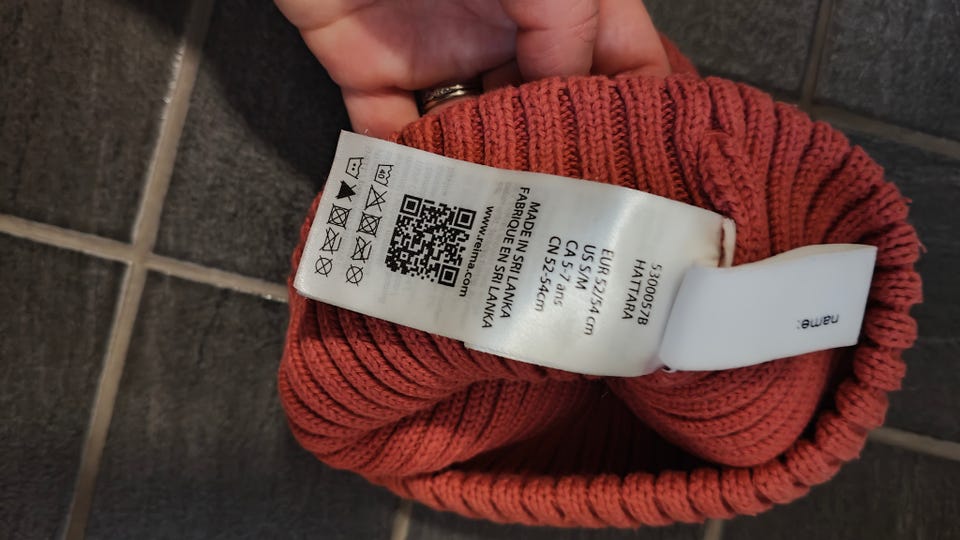 5300057B
HATTARA
EUR 52/54 cm
US S/M
CA 5-7 ans
CN 52-54cm
MADE IN SRI LANKA
FABRIQUE EN SRI LANKA
www.reima.com
40
name: